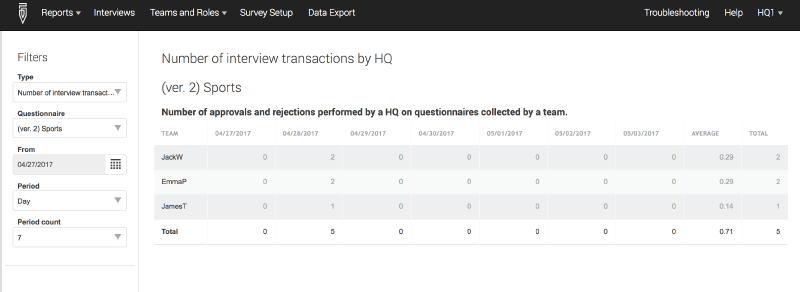 Reports Interviews Teams and Roles Survey Setup Data Export Troubleshooting Help HQ1
Filters
Type
Number of interview transact...
Questionnaire
(ver. 2) Sports
From
04/27/2017
Period
Day
Period count
7
Number of interview transactions by HQ
(ver. 2) Sports
Number of approvals and rejections performed by a HQ on questionnaires collected by a team.
TEAM 04/27/2017 04/28/2017 04/29/2017 04/30/2017 05/01/2017 05/02/2017 05/03/2017 AVERAGE TOTAL
JackW 0 2 0 0 0 0 0 0.29 2
EmmaP 0 2 0 0 0 0 0 0.29 2
JamesT 0 1 0 0 0 0 0 0.14 1
Total 0 5 0 0 0 0 0 0.71 5